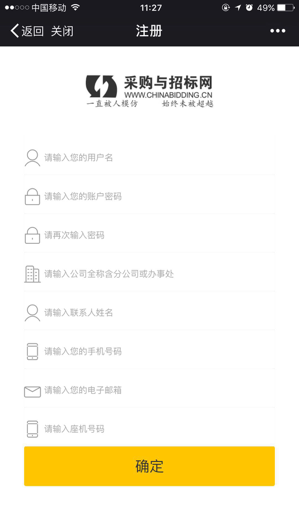 中国移动
11:27
49%
返回 关闭
注册
采购与招标网
WWW.CHINABIDDING.CN
一直被人模仿 始终未被超越
请输入您的用户名
请输入您的账户密码
请再次输入密码
请输入公司全称含分公司或办事处
请输入联系人姓名
请输入您的手机号码
请输入您的电子邮箱
请输入座机号码
确定